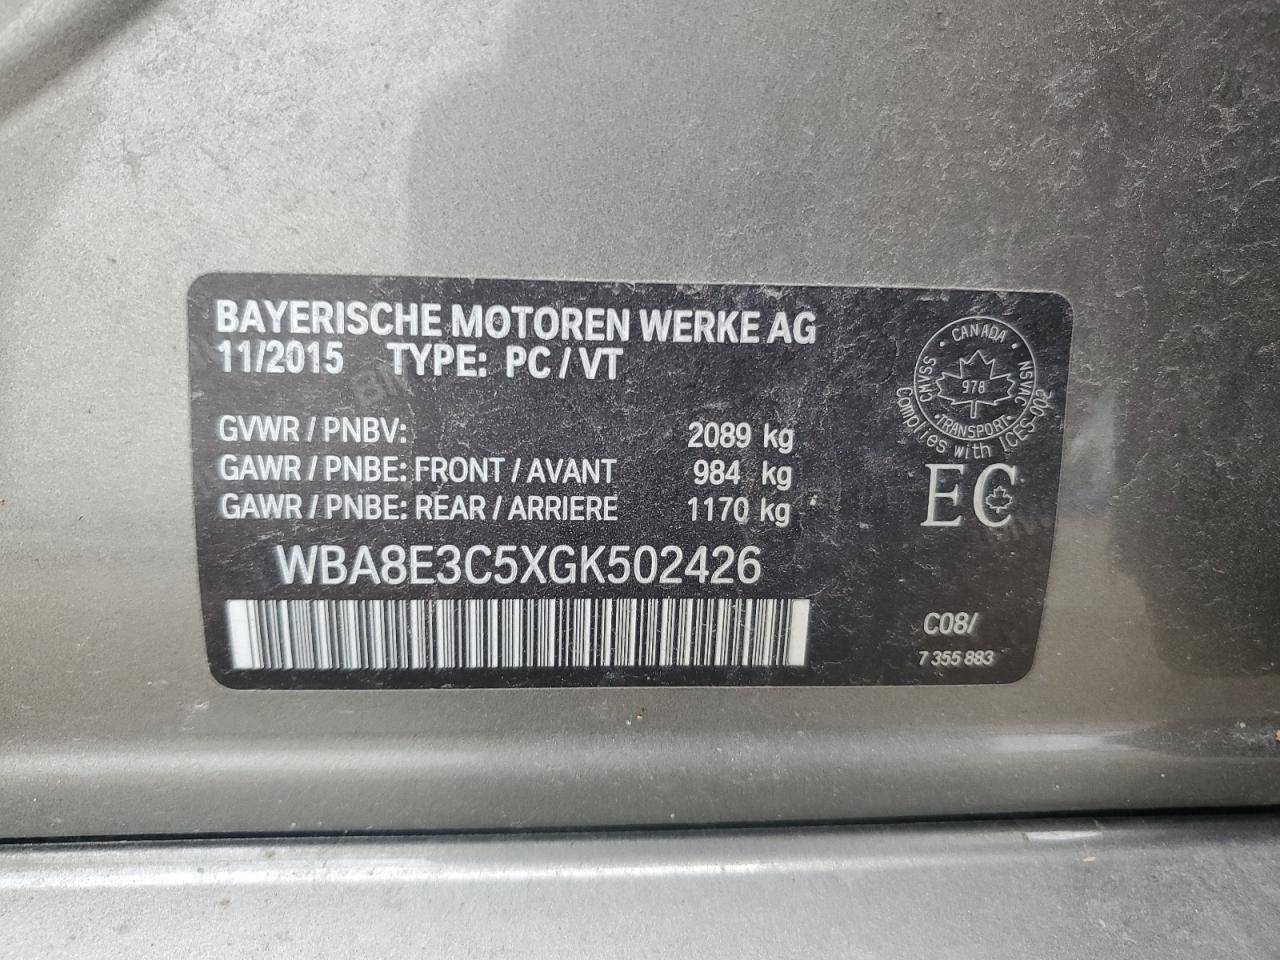 BAYERISCHE MOTOREN WERKE AG
11/2015 TYPE: PC / VT
GVWR / PNBV: 2089 kg
GAWR / PNBE: FRONT / AVANT 984 kg
GAWR / PNBE: REAR / ARRIERE 1170 kg
WBA8E3C5XGK502426
CANADA
CMVSS NSVAC
978
TRANSPORT
Complies with ICES-002
EC
C08/
7 355 883